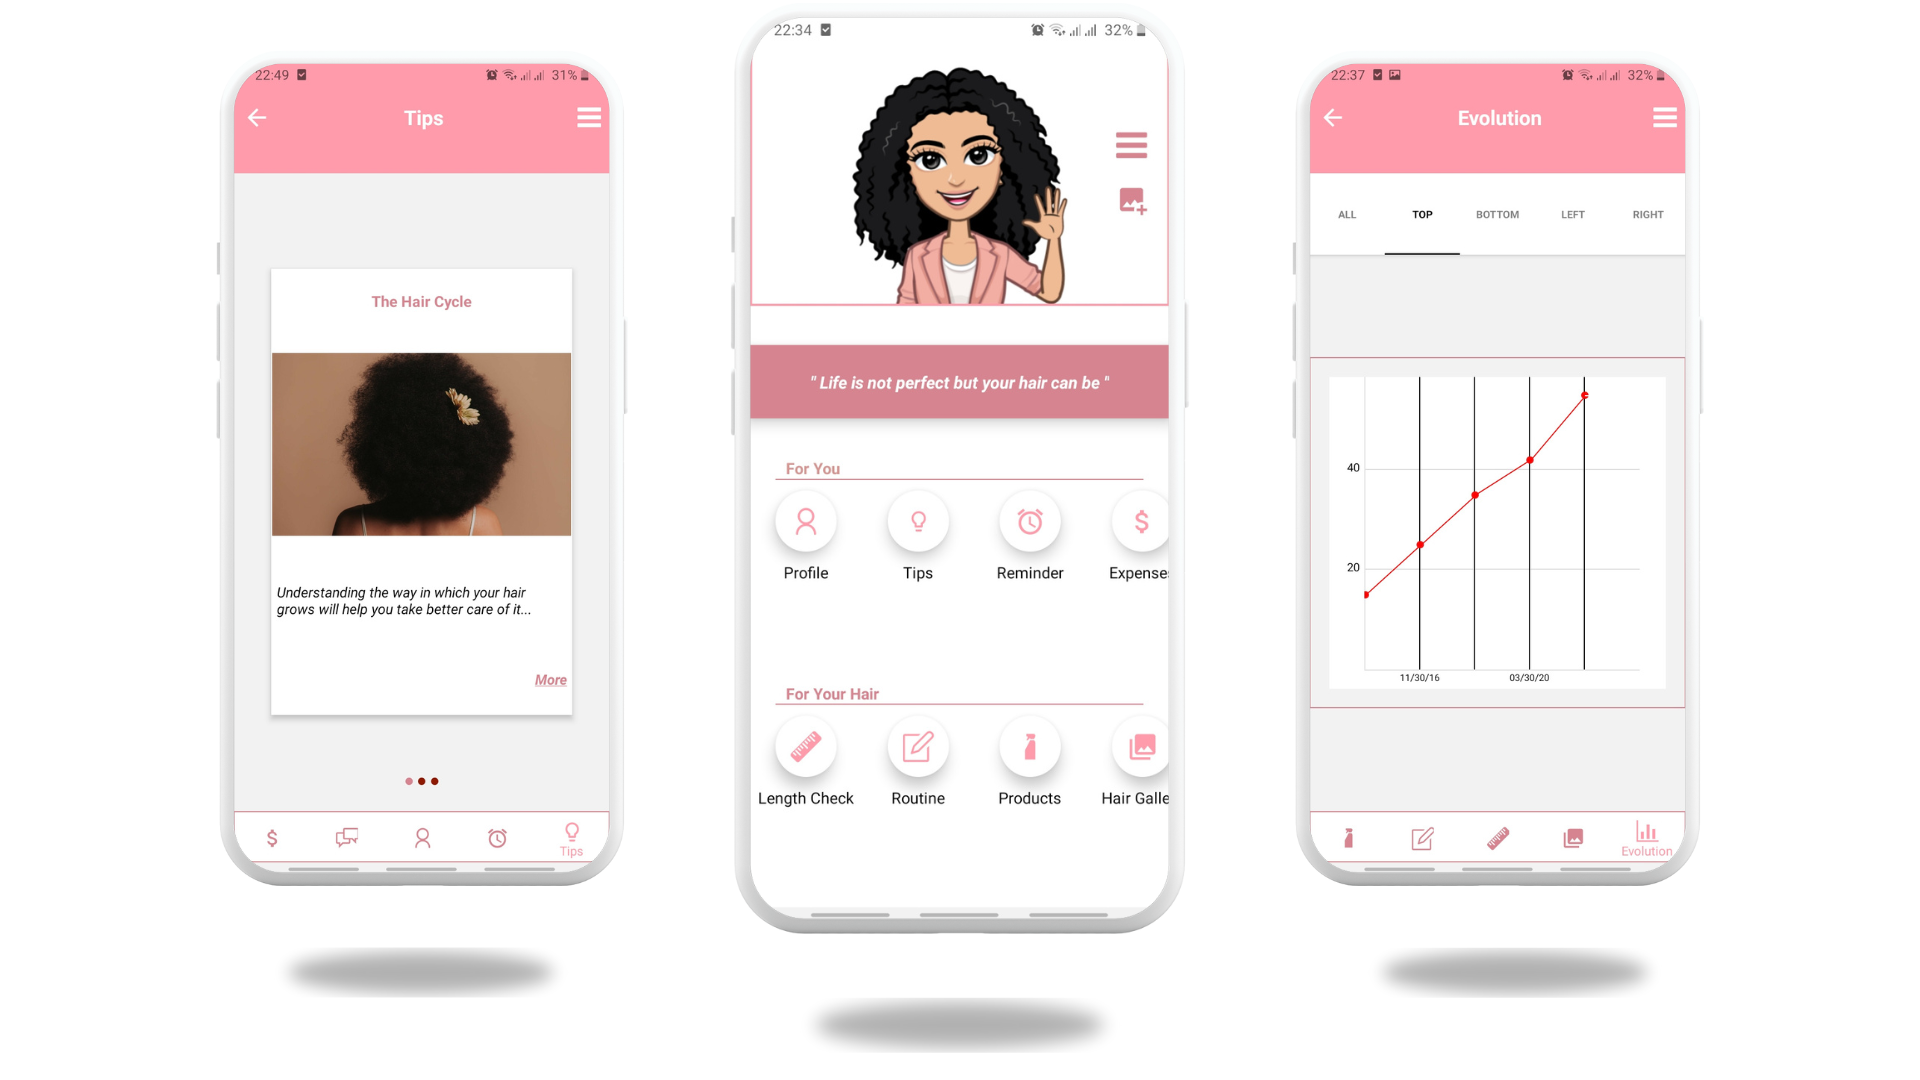 22:49
31%
Tips
The Hair Cycle
Understanding the way in which your hair
grows will help you take better care of it...
More
$
Tips
22:34
32%
" Life is not perfect but your hair can be "
For You
$
Profile
Tips
Reminder
Expense
For Your Hair
Length Check
Routine
Products
Hair Galle
22:37
32%
Evolution
ALL
TOP
BOTTOM
LEFT
RIGHT
40
20
11/30/16
03/30/20
Evolution